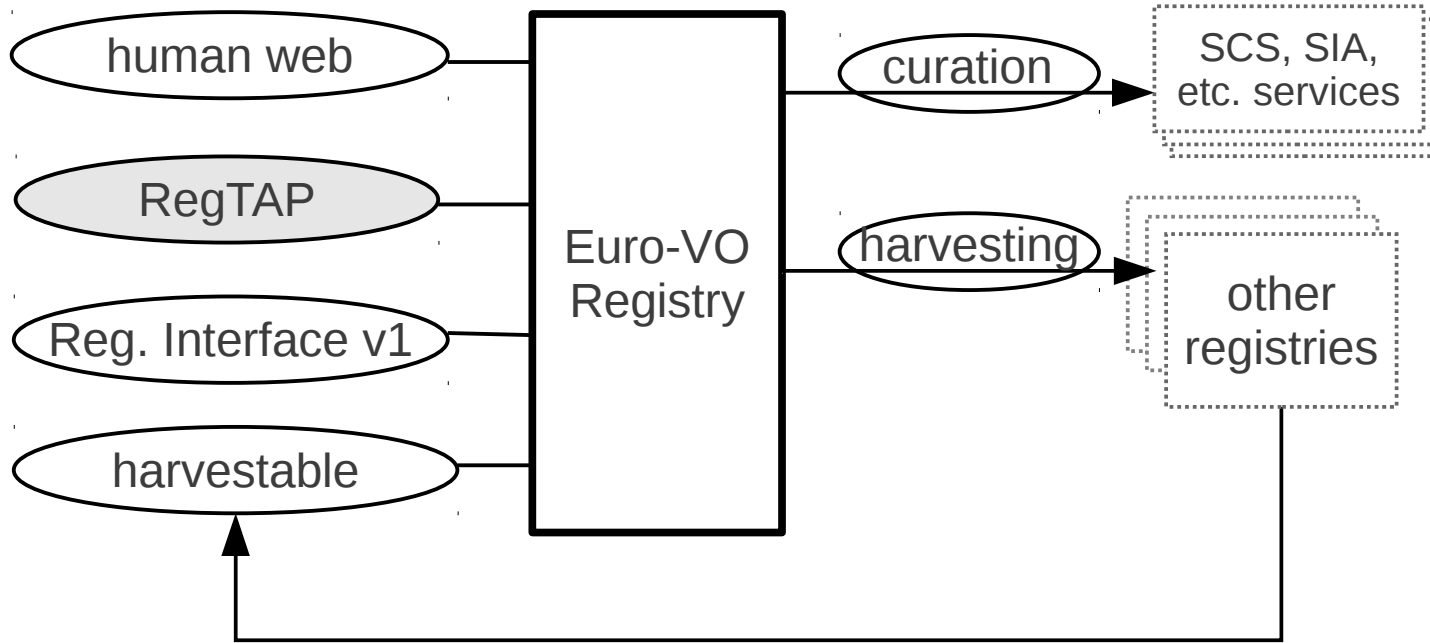 human web
RegTAP
Reg. Interface v1
harvestable
Euro-VO
Registry
curation
harvesting
SCS, SIA,
etc. services
other
registries